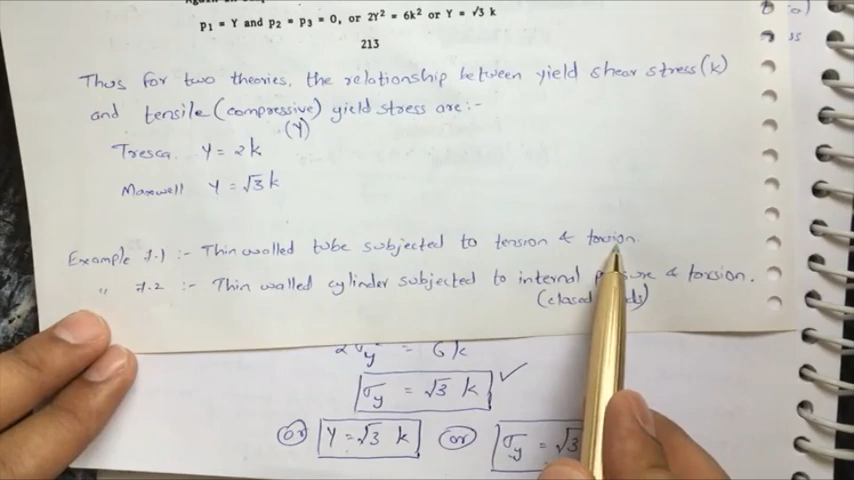 p₁ = Y and p₂ = p₃ = 0, or 2Y² = 6k² or Y = √3 k
213
Thus for two theories, the relationship between yield shear stress (k)
and tensile (compressive) yield stress are:-
(Y)
Tresca Y = 2k
Maxwell Y = √3 k
Example 7.1 :- Thin walled tube subjected to tension & torsion.
" 7.2 :- Thin walled cylinder subjected to internal & torsion.
(closed
= 6k
σy = √3 k
or Y = √3 k or σy = √3